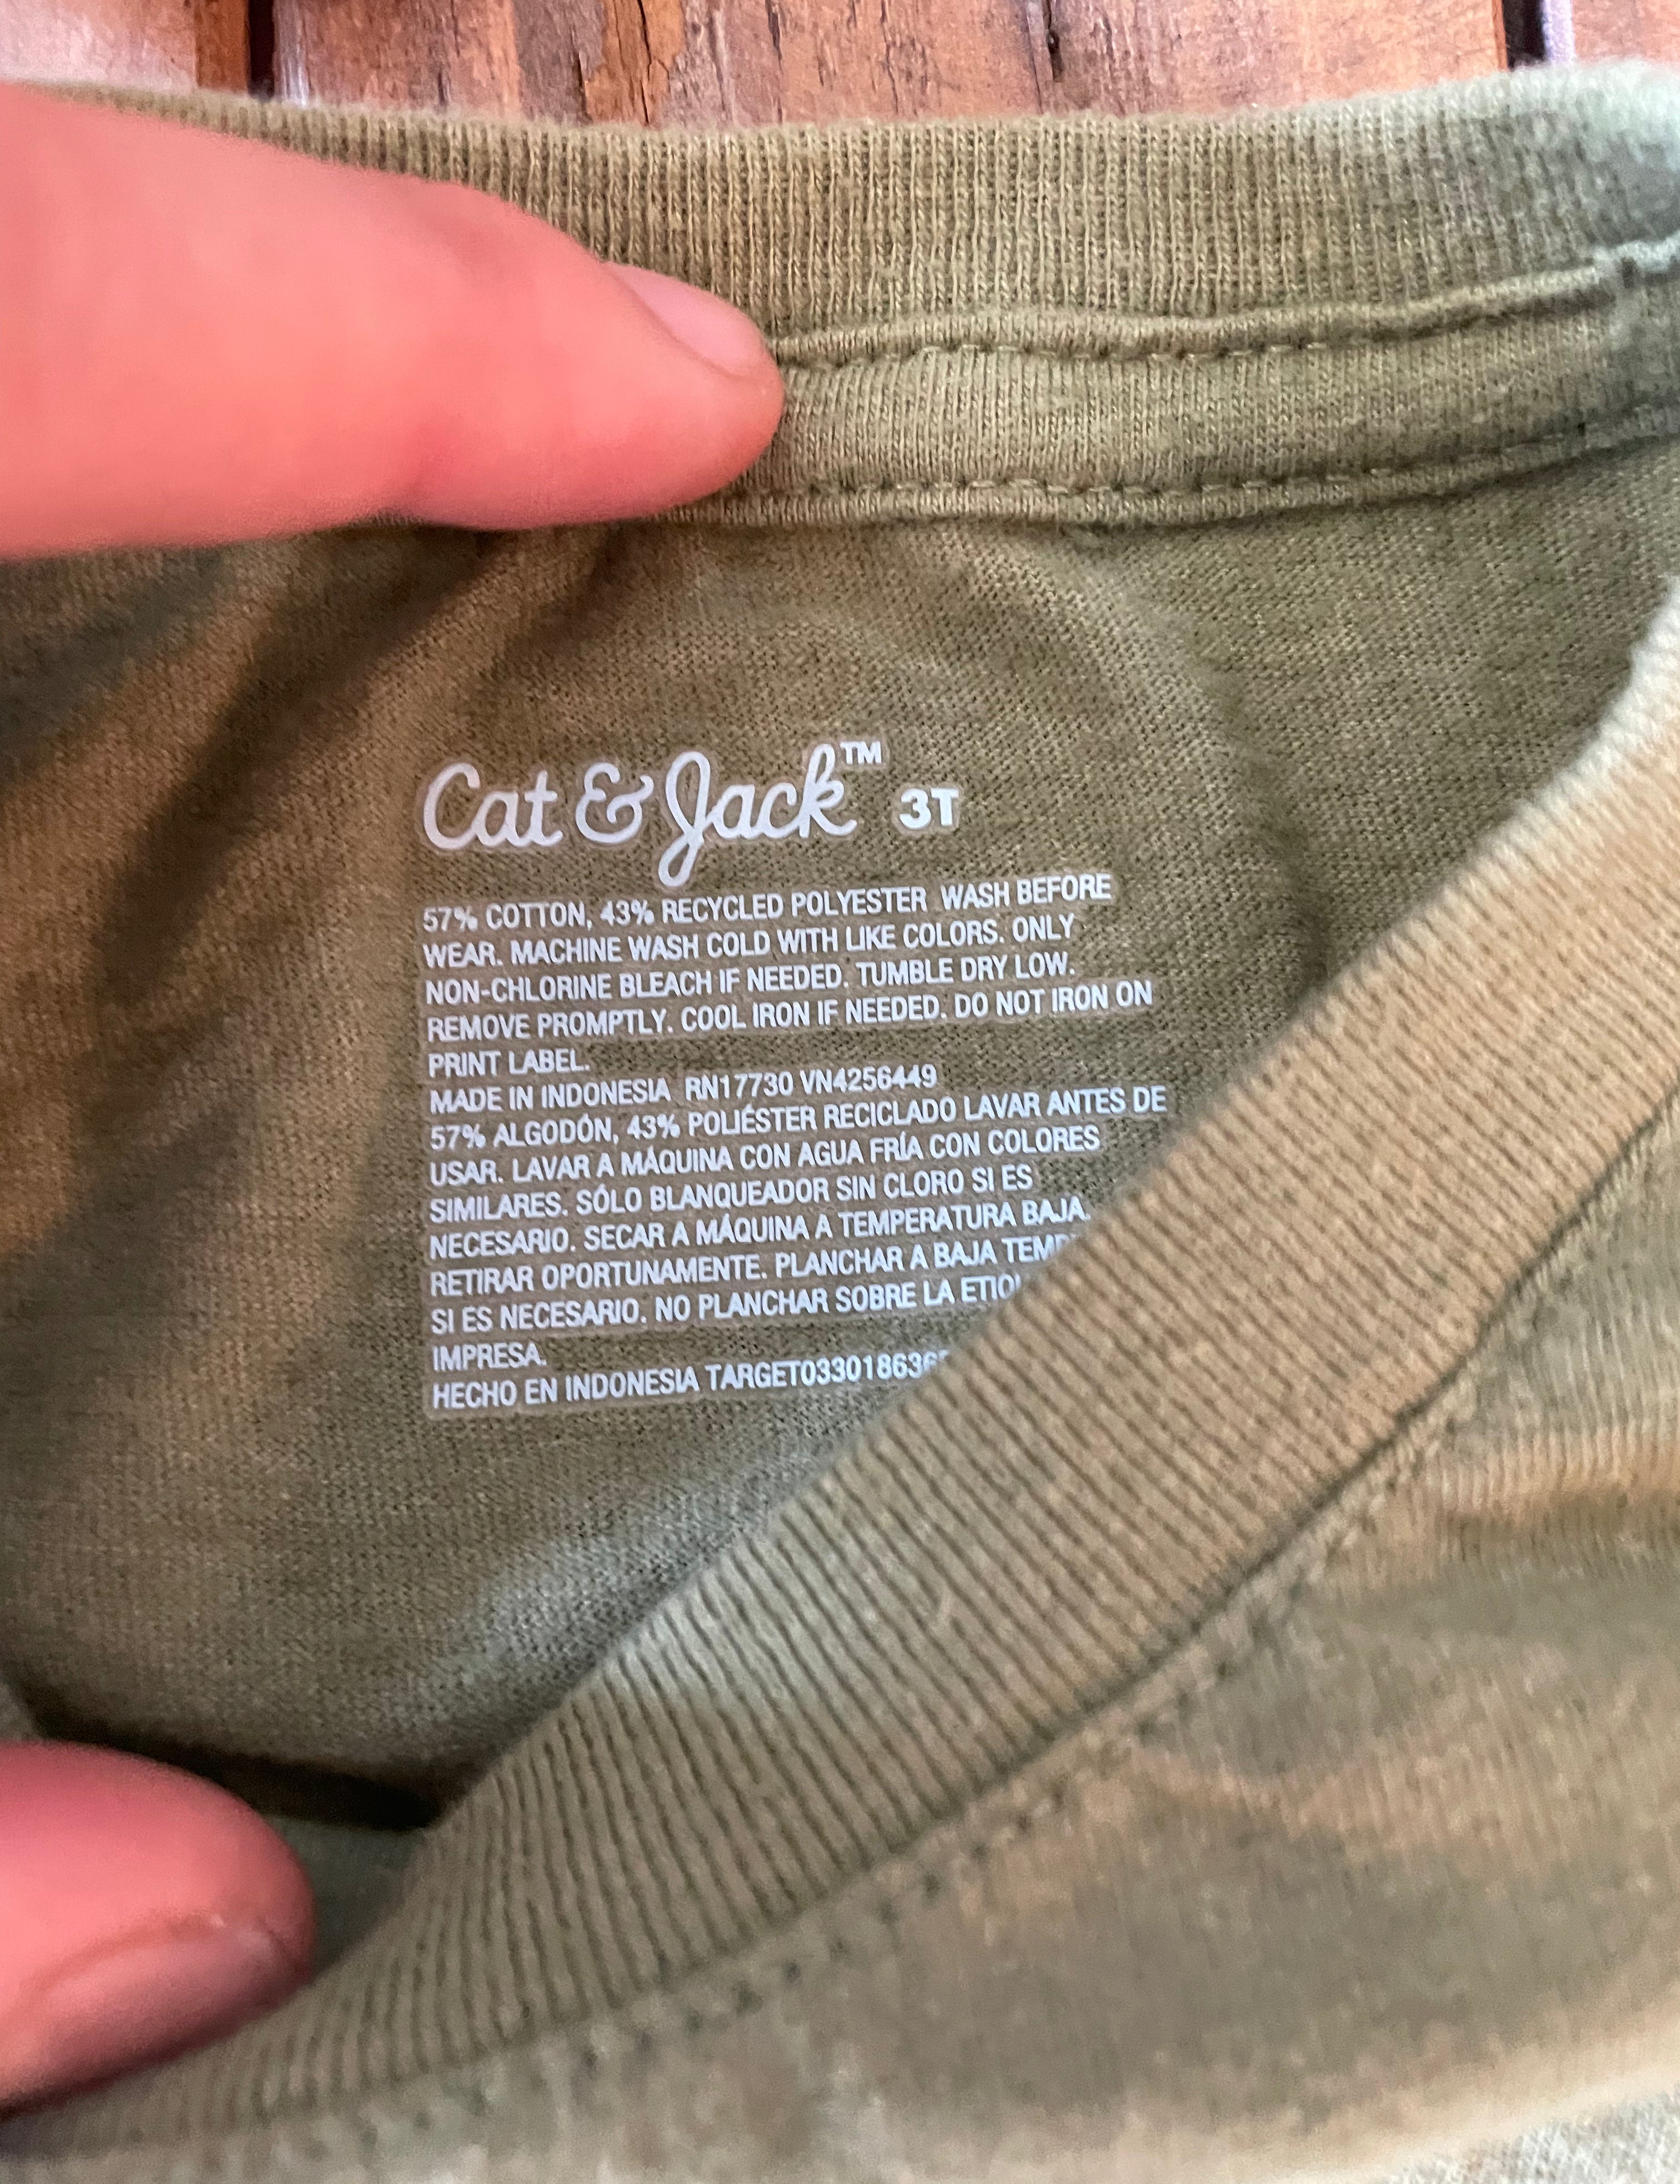 Cat & Jack™ 3T
57% COTTON, 43% RECYCLED POLYESTER WASH BEFORE
WEAR. MACHINE WASH COLD WITH LIKE COLORS. ONLY
NON-CHLORINE BLEACH IF NEEDED. TUMBLE DRY LOW.
REMOVE PROMPTLY. COOL IRON IF NEEDED. DO NOT IRON ON
PRINT LABEL.
MADE IN INDONESIA RN17730 VN4256449
57% ALGODÓN, 43% POLIÉSTER RECICLADO LAVAR ANTES DE
USAR. LAVAR A MÁQUINA CON AGUA FRÍA CON COLORES
SIMILARES. SÓLO BLANQUEADOR SIN CLORO SI ES
NECESARIO. SECAR A MÁQUINA A TEMPERATURA BAJA.
RETIRAR OPORTUNAMENTE. PLANCHAR A BAJA
SI ES NECESARIO. NO PLANCHAR SOBRE LA
IMPRESA.
HECHO EN INDONESIA